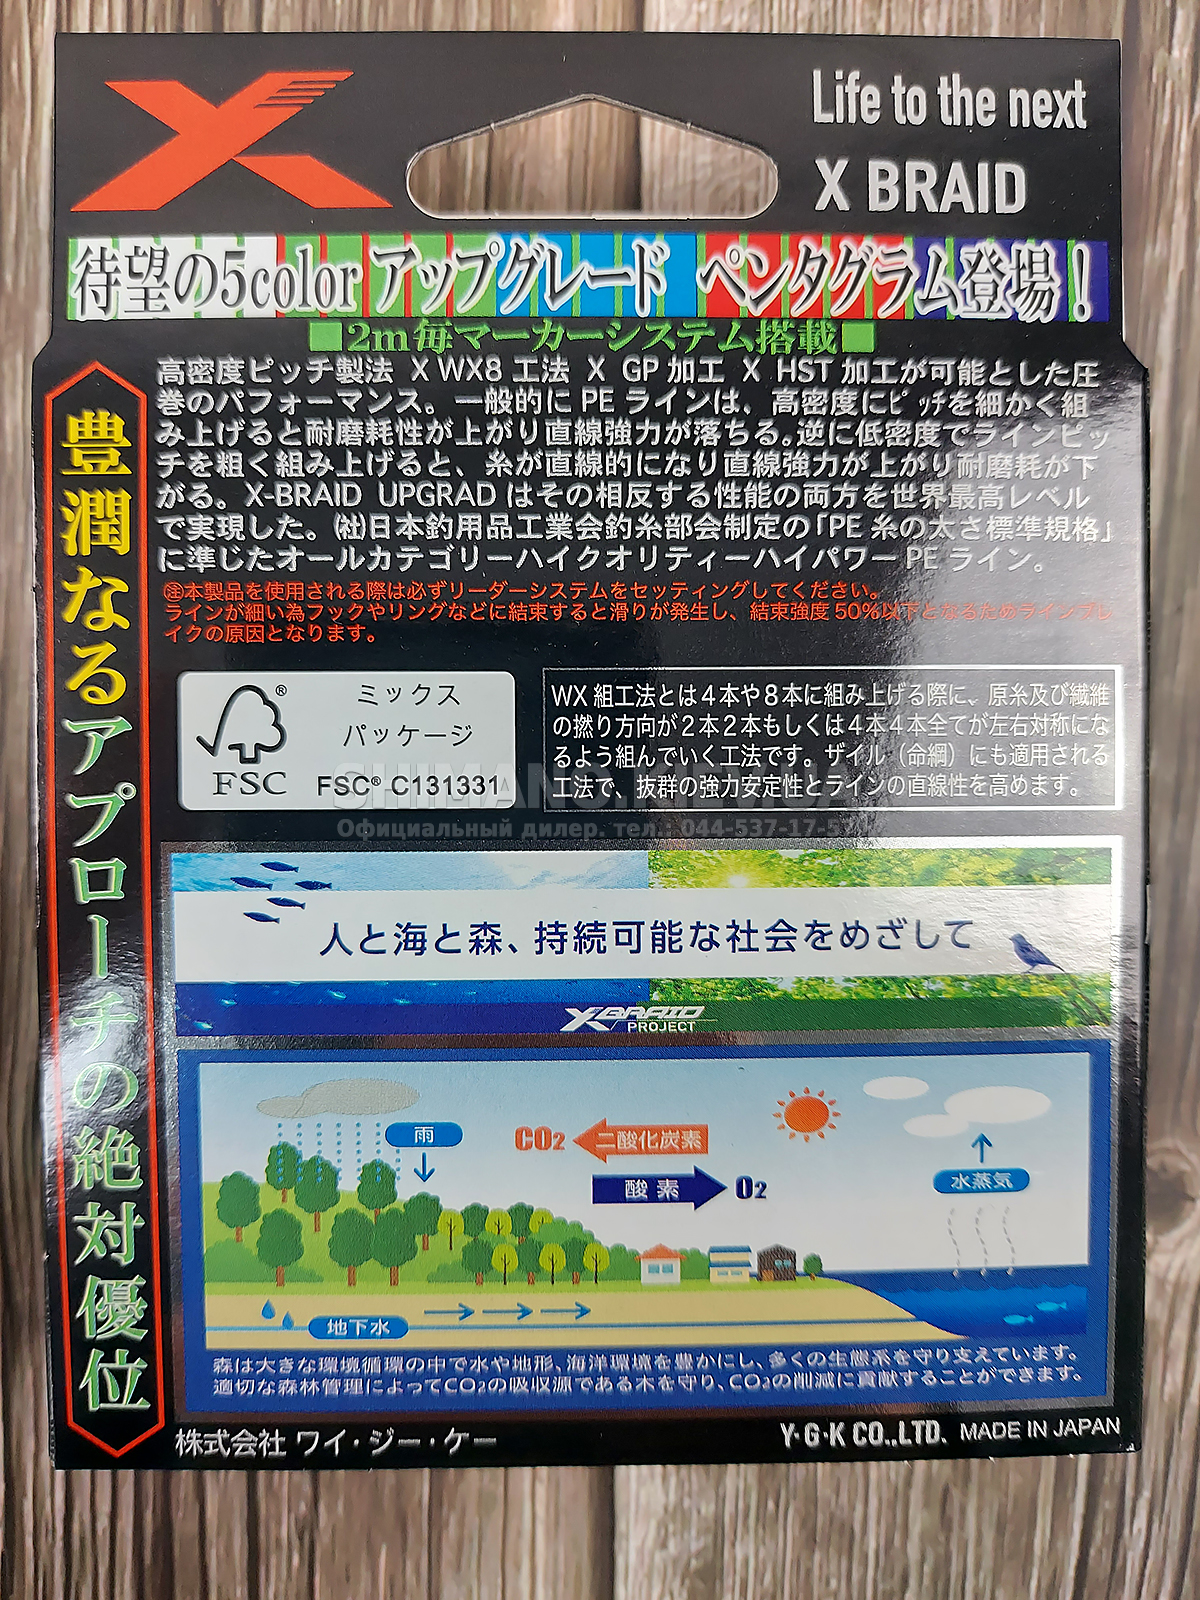 Life to the next
X BRAID
待望の5color アップグレード ペンタグラム登場!
■2m毎マーカーシステム搭載■
豊潤なるアプローチの絶対優位
高密度ピッチ製法 X WX8 工法 X GP 加工 X HST 加工が可能とした圧
巻のパフォーマンス。一般的に PE ラインは、高密度にピッチを細かく組
み上げると耐磨耗性が上がり直線強力が落ちる。逆に低密度でラインピッ
チを粗く組み上げると、糸が直線的になり直線強力が上がり耐磨耗が下
がる。X-BRAID UPGRAD はその相反する性能の両方を世界最高レベル
で実現した。㈳日本釣用品工業会釣糸部会制定の「PE 糸の太さ標準規格」
に準じたオールカテゴリーハイクオリティーハイパワー PE ライン。
㊟本製品を使用される際は必ずリーダーシステムをセッティングしてください。
ラインが細い為フックやリングなどに結束すると滑りが発生し、結束強度 50%以下となるためラインブレ
イクの原因となります。
®
ミックス
パッケージ
FSC
FSC® C131331
WX 組工法とは4本や8本に組み上げる際に、原糸及び繊維
の撚り方向が2本2本もしくは4本4本全てが左右対称にな
るよう組んでいく工法です。ザイル（命綱）にも適用される
工法で、抜群の強力安定性とラインの直線性を高めます。
Официальный дилер. тел.: 044-537-17-57
人と海と森、持続可能な社会をめざして
X BRAID
PROJECT
雨
CO2 二酸化炭素
酸素 O2
水蒸気
地下水
森は大きな環境循環の中で水や地形、海洋環境を豊かにし、多くの生態系を守り支えています。
適切な森林管理によってCO2の吸収源である木を守り、CO2の削減に貢献することができます。
株式会社 ワイ・ジー・ケー
Y·G·K CO.,LTD. MADE IN JAPAN